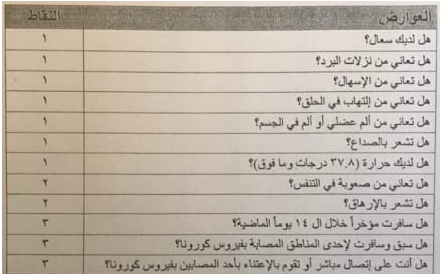 العوارض النقاط
هل لديك سعال؟ ١
هل تعاني من نزلات البرد؟ ١
هل تعاني من الإسهال؟ ١
هل تعاني من إلتهاب في الحلق؟ ١
هل تعاني من ألم عضلي أو ألم في الجسم؟ ١
هل تشعر بالصداع؟ ١
هل لديك حرارة (٣٧,٨ درجات وما فوق)؟ ١
هل تعاني من صعوبة في التنفس؟ ٢
هل تشعر بالإرهاق؟ ٢
هل سافرت مؤخراً خلال ال ١٤ يوماً الماضية؟ ٣
هل سبق وسافرت لإحدى المناطق المصابة بفيروس كورونا؟ ٣
هل أنت على إتصال مباشر أو تقوم بالإعتناء بأحد المصابين بفيروس كورونا؟ ٣